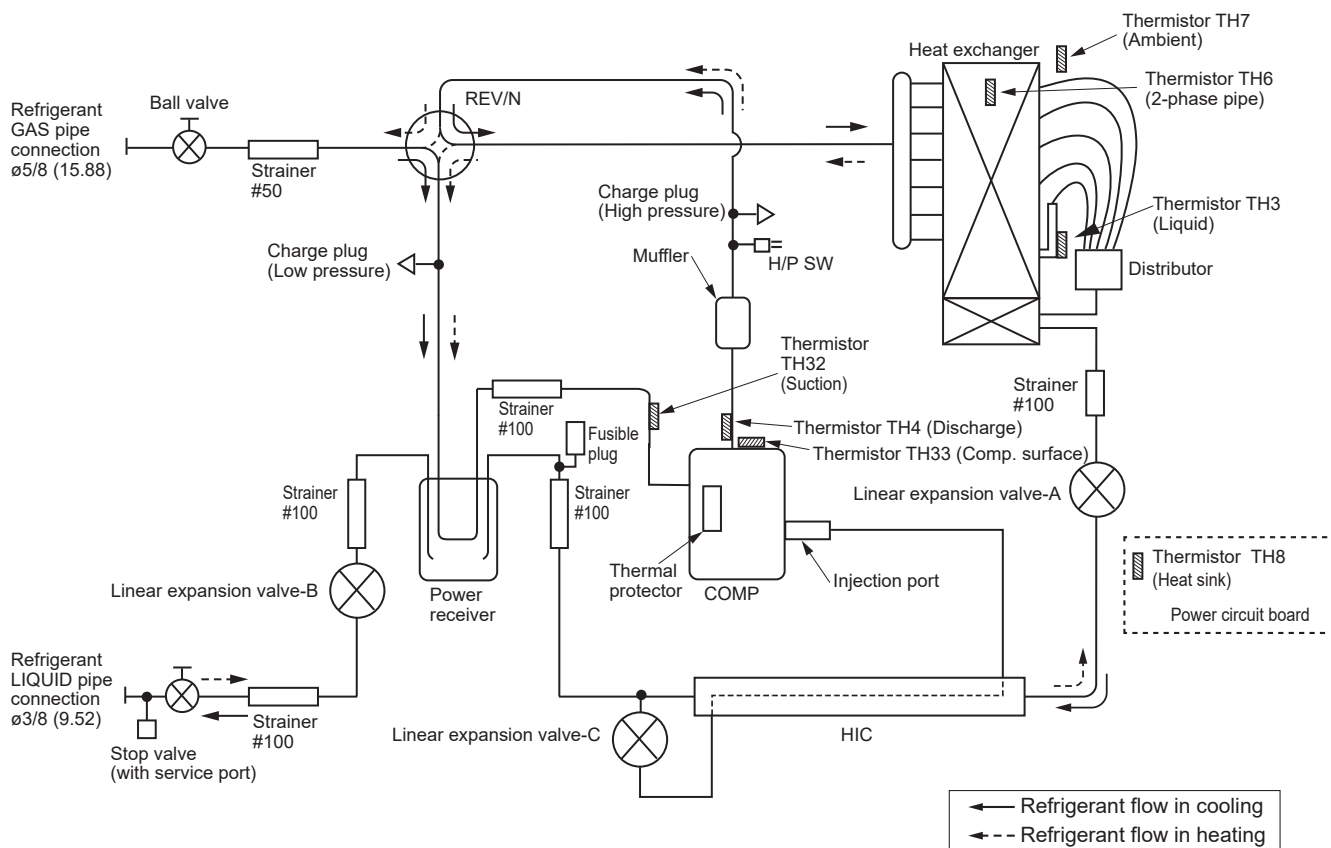 Thermistor TH7
(Ambient)
Heat exchanger
Thermistor TH6
(2-phase pipe)
REV/N
Ball valve
Refrigerant
GAS pipe
connection
ø5/8 (15.88)
Strainer
#50
Charge plug
(High pressure)
Thermistor TH3
(Liquid)
Charge plug
(Low pressure)
Muffler
H/P SW
Distributor
Thermistor
TH32
(Suction)
Strainer
#100
Strainer
#100
Thermistor TH4 (Discharge)
Fusible
plug
Thermistor TH33 (Comp. surface)
Strainer
#100
Strainer
#100
Linear expansion valve-A
Thermistor TH8
(Heat sink)
Power circuit board
Linear expansion valve-B
Power
receiver
Thermal
protector
COMP
Injection port
Refrigerant
LIQUID pipe
connection
ø3/8 (9.52)
Strainer
#100
Linear expansion valve-C
HIC
Stop valve
(with service port)
Refrigerant flow in cooling
Refrigerant flow in heating